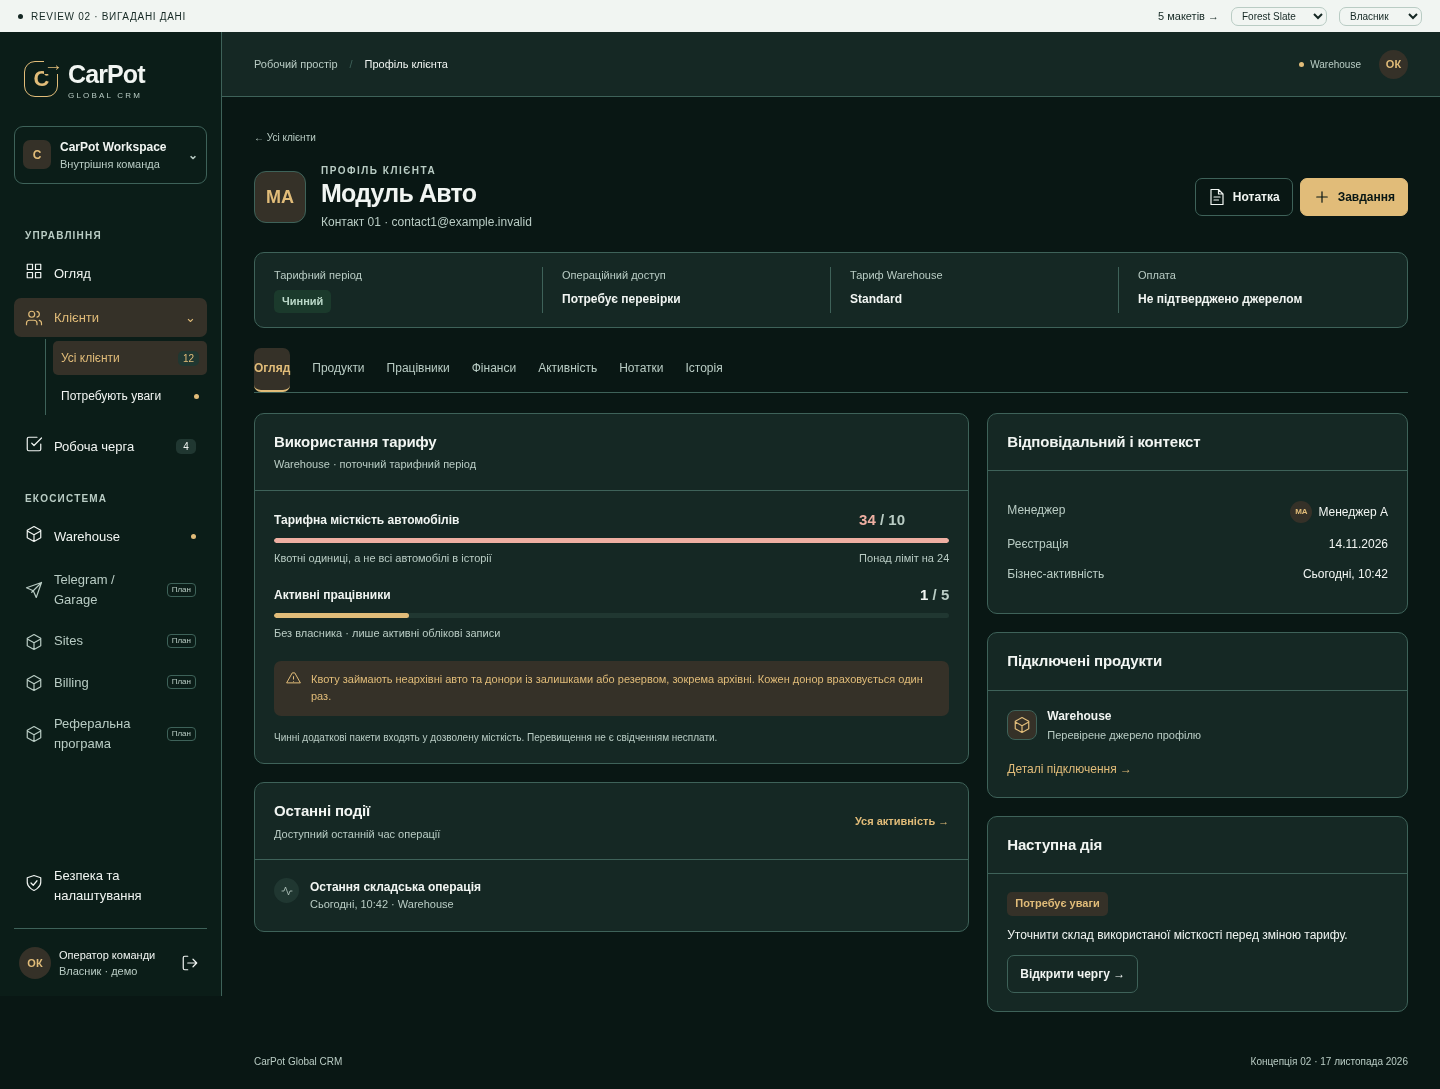 REVIEW 02 · ВИГАДАНІ ДАНІ
5 макетів →
Forest Slate
Власник
C→
CarPot
GLOBAL CRM
C
CarPot Workspace
Внутрішня команда
УПРАВЛІННЯ
Огляд
Клієнти
Усі клієнти
12
Потребують уваги
Робоча черга
4
ЕКОСИСТЕМА
Warehouse
Telegram /
Garage
План
Sites
План
Billing
План
Реферальна
програма
План
Безпека та
налаштування
ОК
Оператор команди
Власник · демо
Робочий простір / Профіль клієнта
Warehouse
ОК
← Усі клієнти
МА
ПРОФІЛЬ КЛІЄНТА
Модуль Авто
Контакт 01 · contact1@example.invalid
Нотатка
Завдання
Тарифний період
Чинний
Операційний доступ
Потребує перевірки
Тариф Warehouse
Standard
Оплата
Не підтверджено джерелом
Огляд Продукти Працівники Фінанси Активність Нотатки Історія
Використання тарифу
Warehouse · поточний тарифний період
Тарифна місткість автомобілів
34 / 10
Квотні одиниці, а не всі автомобілі в історії
Понад ліміт на 24
Активні працівники
1 / 5
Без власника · лише активні облікові записи
Квоту займають неархівні авто та донори із залишками або резервом, зокрема архівні. Кожен донор враховується один
раз.
Чинні додаткові пакети входять у дозволену місткість. Перевищення не є свідченням несплати.
Останні події
Доступний останній час операції
Уся активність →
Остання складська операція
Сьогодні, 10:42 · Warehouse
Відповідальний і контекст
Менеджер
МА
Менеджер А
Реєстрація
14.11.2026
Бізнес-активність
Сьогодні, 10:42
Підключені продукти
Warehouse
Перевірене джерело профілю
Деталі підключення →
Наступна дія
Потребує уваги
Уточнити склад використаної місткості перед зміною тарифу.
Відкрити чергу →
CarPot Global CRM
Концепція 02 · 17 листопада 2026